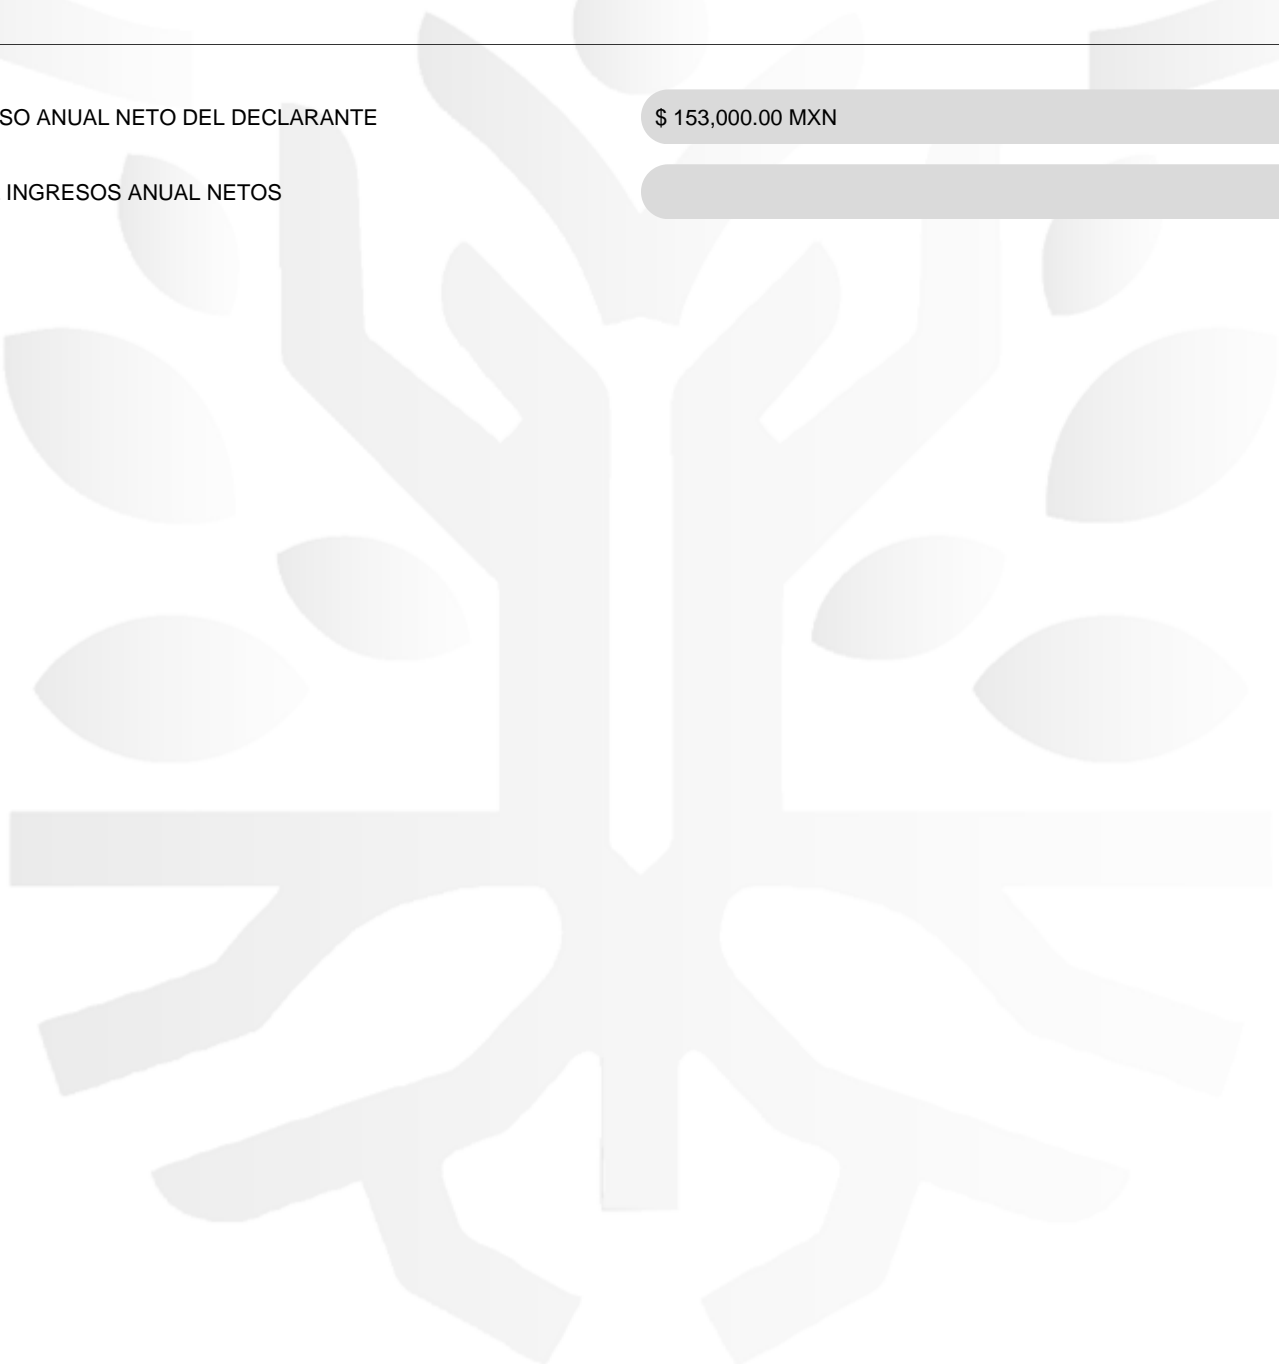 SO ANUAL NETO DEL DECLARANTE $ 153,000.00 MXN
INGRESOS ANUAL NETOS